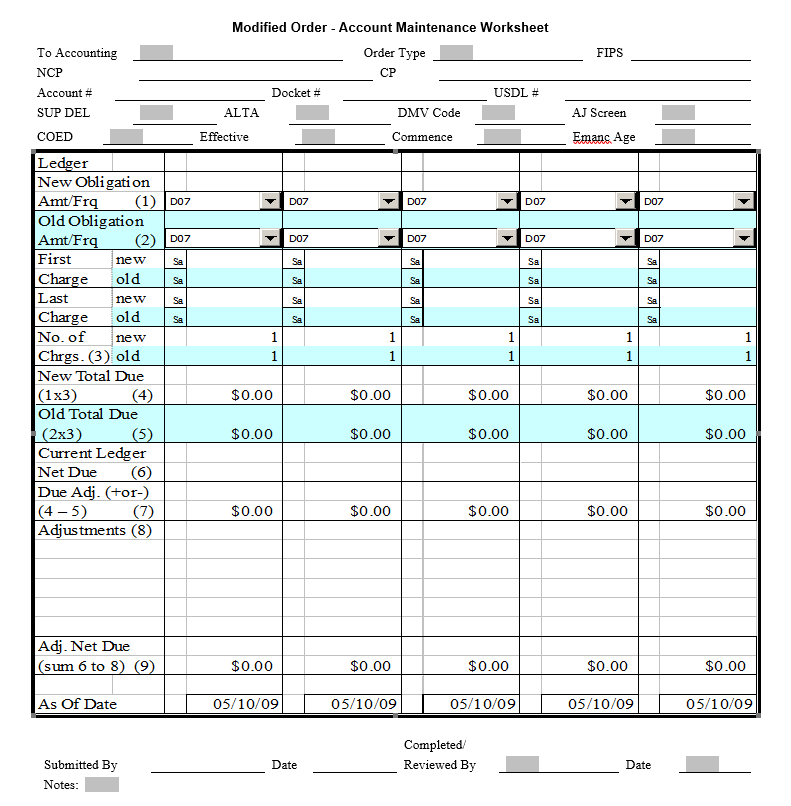 Modified Order - Account Maintenance Worksheet
To Accounting Order Type FIPS
NCP CP
Account # Docket # USDL #
SUP DEL ALTA DMV Code AJ Screen
COED Effective Commence Emanc Age
Ledger
New Obligation
Amt/Frq (1) D07 D07 D07 D07 D07
Old Obligation
Amt/Frq (2) D07 D07 D07 D07 D07
First new Sa Sa Sa Sa Sa
Charge old Sa Sa Sa Sa Sa
Last new Sa Sa Sa Sa Sa
Charge old Sa Sa Sa Sa Sa
No. of new 1 1 1 1 1
Chrgs. (3) old 1 1 1 1 1
New Total Due
(1x3) (4) $0.00 $0.00 $0.00 $0.00 $0.00
Old Total Due
(2x3) (5) $0.00 $0.00 $0.00 $0.00 $0.00
Current Ledger
Net Due (6)
Due Adj. (+or-)
(4 – 5) (7) $0.00 $0.00 $0.00 $0.00 $0.00
Adjustments (8)
Adj. Net Due
(sum 6 to 8) (9) $0.00 $0.00 $0.00 $0.00 $0.00
As Of Date 05/10/09 05/10/09 05/10/09 05/10/09 05/10/09
Completed/
Submitted By Date Reviewed By Date
Notes: